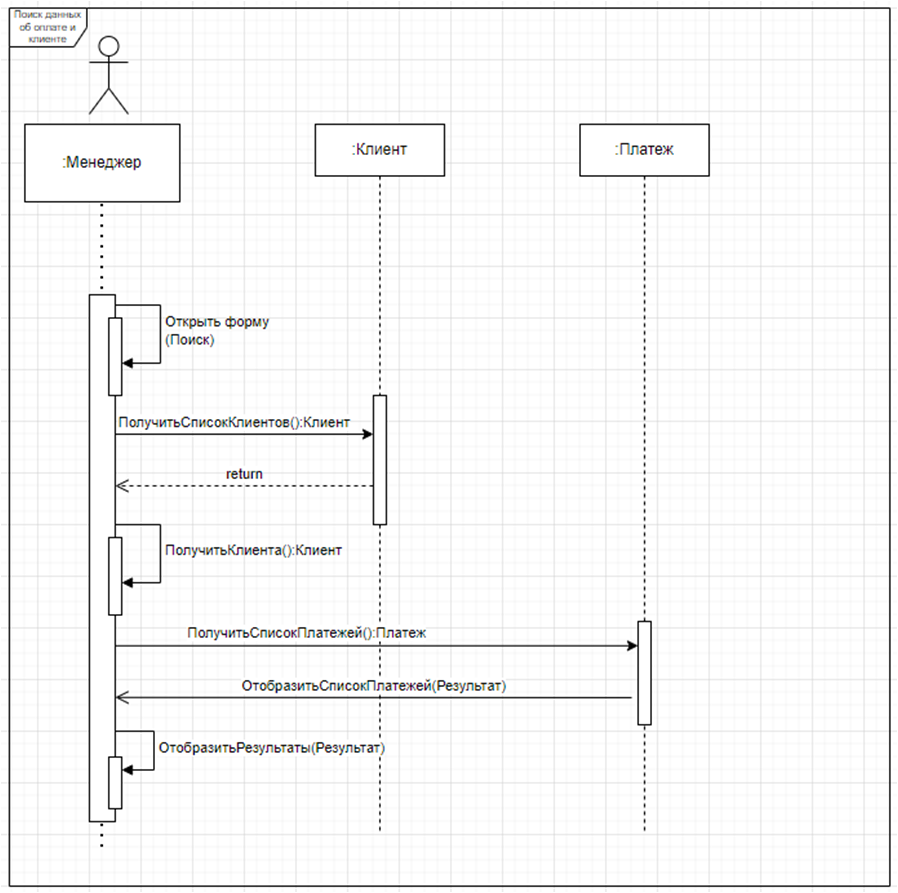 Поиск данных
об оплате и
клиенте
:Менеджер
:Клиент
:Платеж
Открыть форму
(Поиск)
ПолучитьСписокКлиентов():Клиент
return
ПолучитьКлиента():Клиент
ПолучитьСписокПлатежей():Платеж
ОтобразитьСписокПлатежей(Результат)
ОтобразитьРезультаты(Результат)